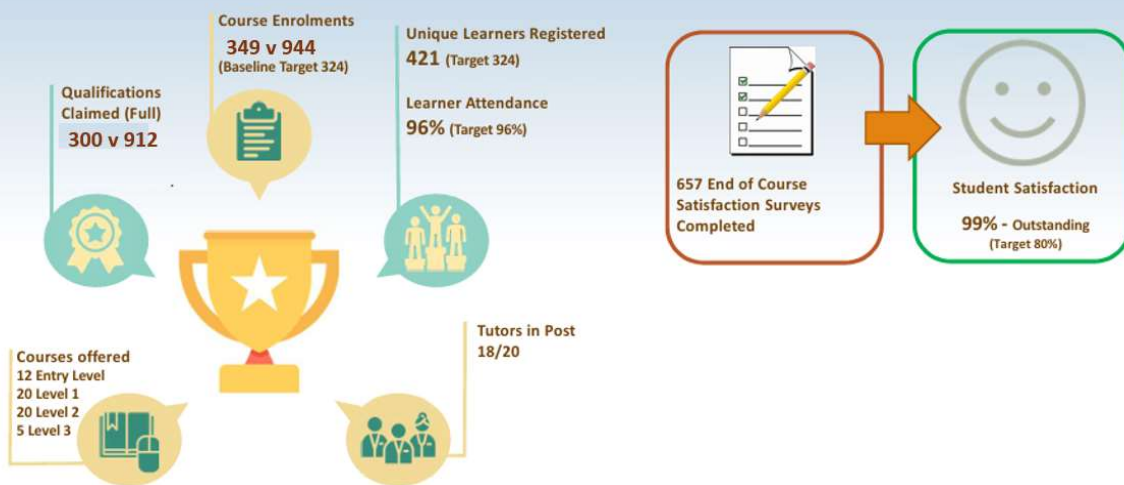 Course Enrolments
349 v 944
(Baseline Target 324)
Unique Learners Registered
421 (Target 324)
Learner Attendance
96% (Target 96%)
Qualifications
Claimed (Full)
300 v 912
657 End of Course
Satisfaction Surveys
Completed
Student Satisfaction
99% - Outstanding
(Target 80%)
Tutors in Post
18/20
Courses offered
12 Entry Level
20 Level 1
20 Level 2
5 Level 3